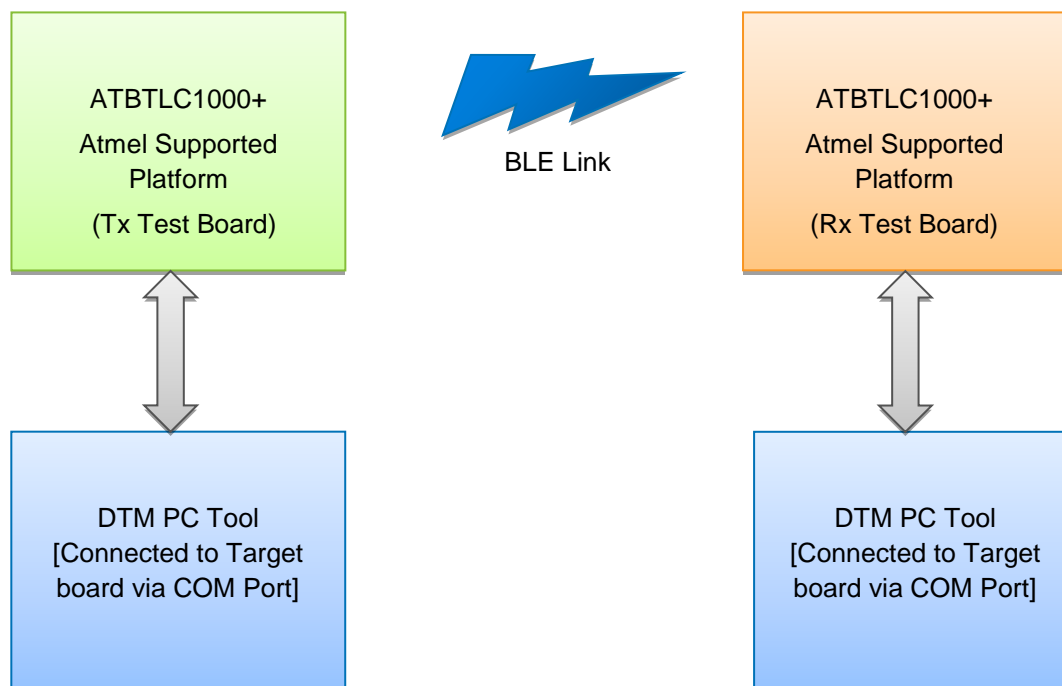 ATBTLC1000+
Atmel Supported
Platform
(Tx Test Board)
BLE Link
ATBTLC1000+
Atmel Supported
Platform
(Rx Test Board)
DTM PC Tool
[Connected to Target
board via COM Port]
DTM PC Tool
[Connected to Target
board via COM Port]